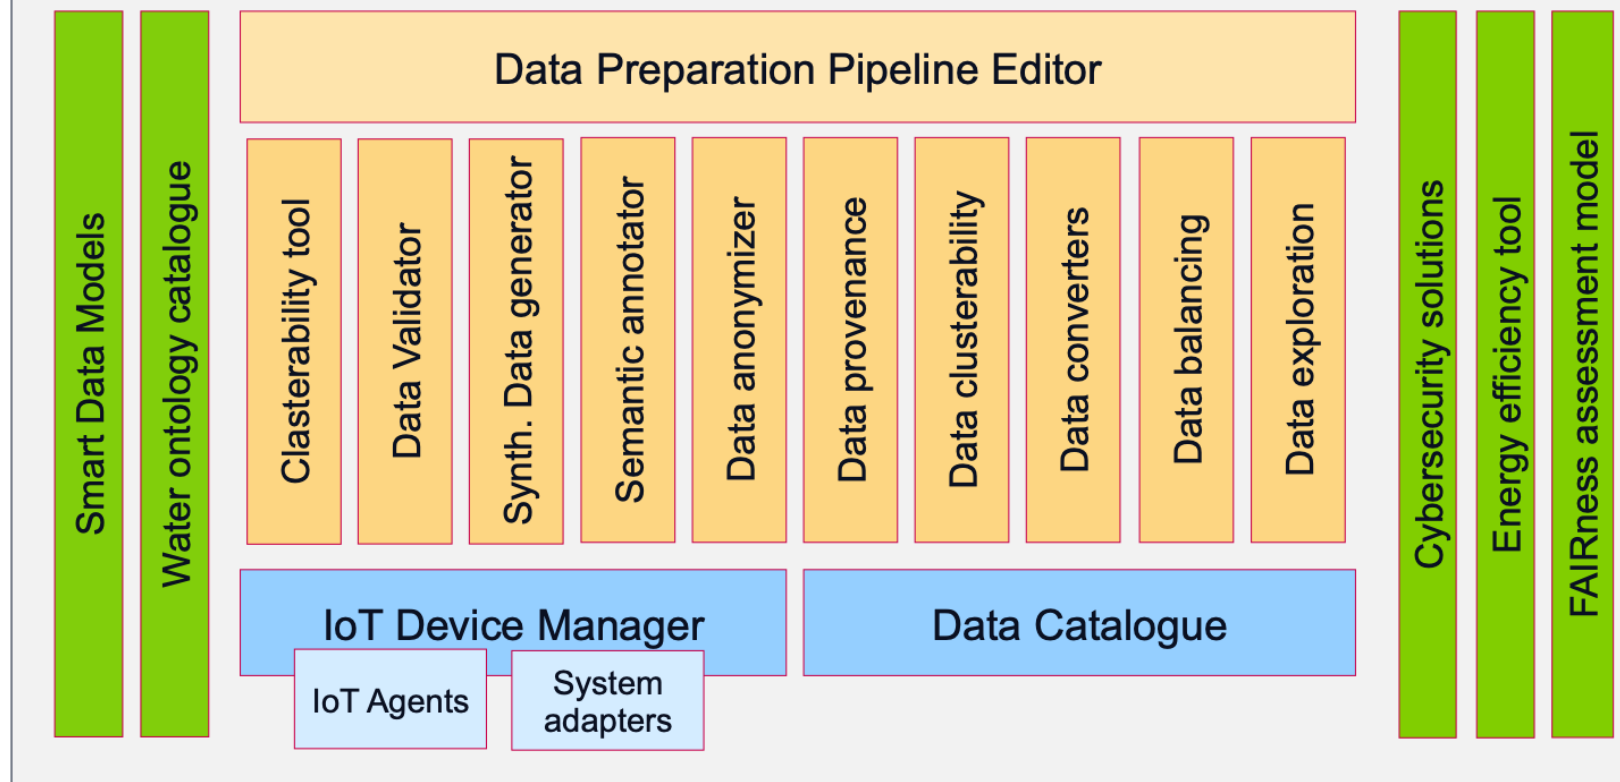 Smart Data Models
Water ontology catalogue
Data Preparation Pipeline Editor
Clasterability tool
Data Validator
Synth. Data generator
Semantic annotator
Data anonymizer
Data provenance
Data clusterability
Data converters
Data balancing
Data exploration
IoT Device Manager
IoT Agents
System
adapters
Data Catalogue
Cybersecurity solutions
Energy efficiency tool
FAIRness assessment model